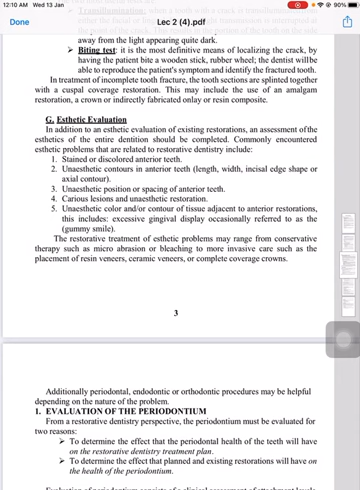 12:10 AM Wed 13 Jan
90%
Done
Lec 2 (4).pdf
away from the light appearing quite dark.
➢ Biting test: it is the most definitive means of localizing the crack, by
having the patient bite a wooden stick, rubber wheel; the dentist willbe
able to reproduce the patient's symptom and identify the fractured tooth.
In treatment of incomplete tooth fracture, the tooth sections are splinted together
with a cuspal coverage restoration. This may include the use of an amalgam
restoration, a crown or indirectly fabricated onlay or resin composite.
G. Esthetic Evaluation
In addition to an esthetic evaluation of existing restorations, an assessment ofthe
esthetics of the entire dentition should be completed. Commonly encountered
esthetic problems that are related to restorative dentistry include:
1. Stained or discolored anterior teeth.
2. Unaesthetic contours in anterior teeth (length, width, incisal edge shape or
axial contour).
3. Unaesthetic position or spacing of anterior teeth.
4. Carious lesions and unaesthetic restoration.
5. Unaesthetic color and/or contour of tissue adjacent to anterior restorations,
this includes: excessive gingival display occasionally referred to as the
(gummy smile).
The restorative treatment of esthetic problems may range from conservative
therapy such as micro abrasion or bleaching to more invasive care such as the
placement of resin veneers, ceramic veneers, or complete coverage crowns.
3
Additionally periodontal, endodontic or orthodontic procedures may be helpful
depending on the nature of the problem.
1. EVALUATION OF THE PERIODONTIUM
From a restorative dentistry perspective, the periodontium must be evaluated for
two reasons:
➢ To determine the effect that the periodontal health of the teeth will have
on the restorative dentistry treatment plan.
➢ To determine the effect that planned and existing restorations will have on
the health of the periodontium.